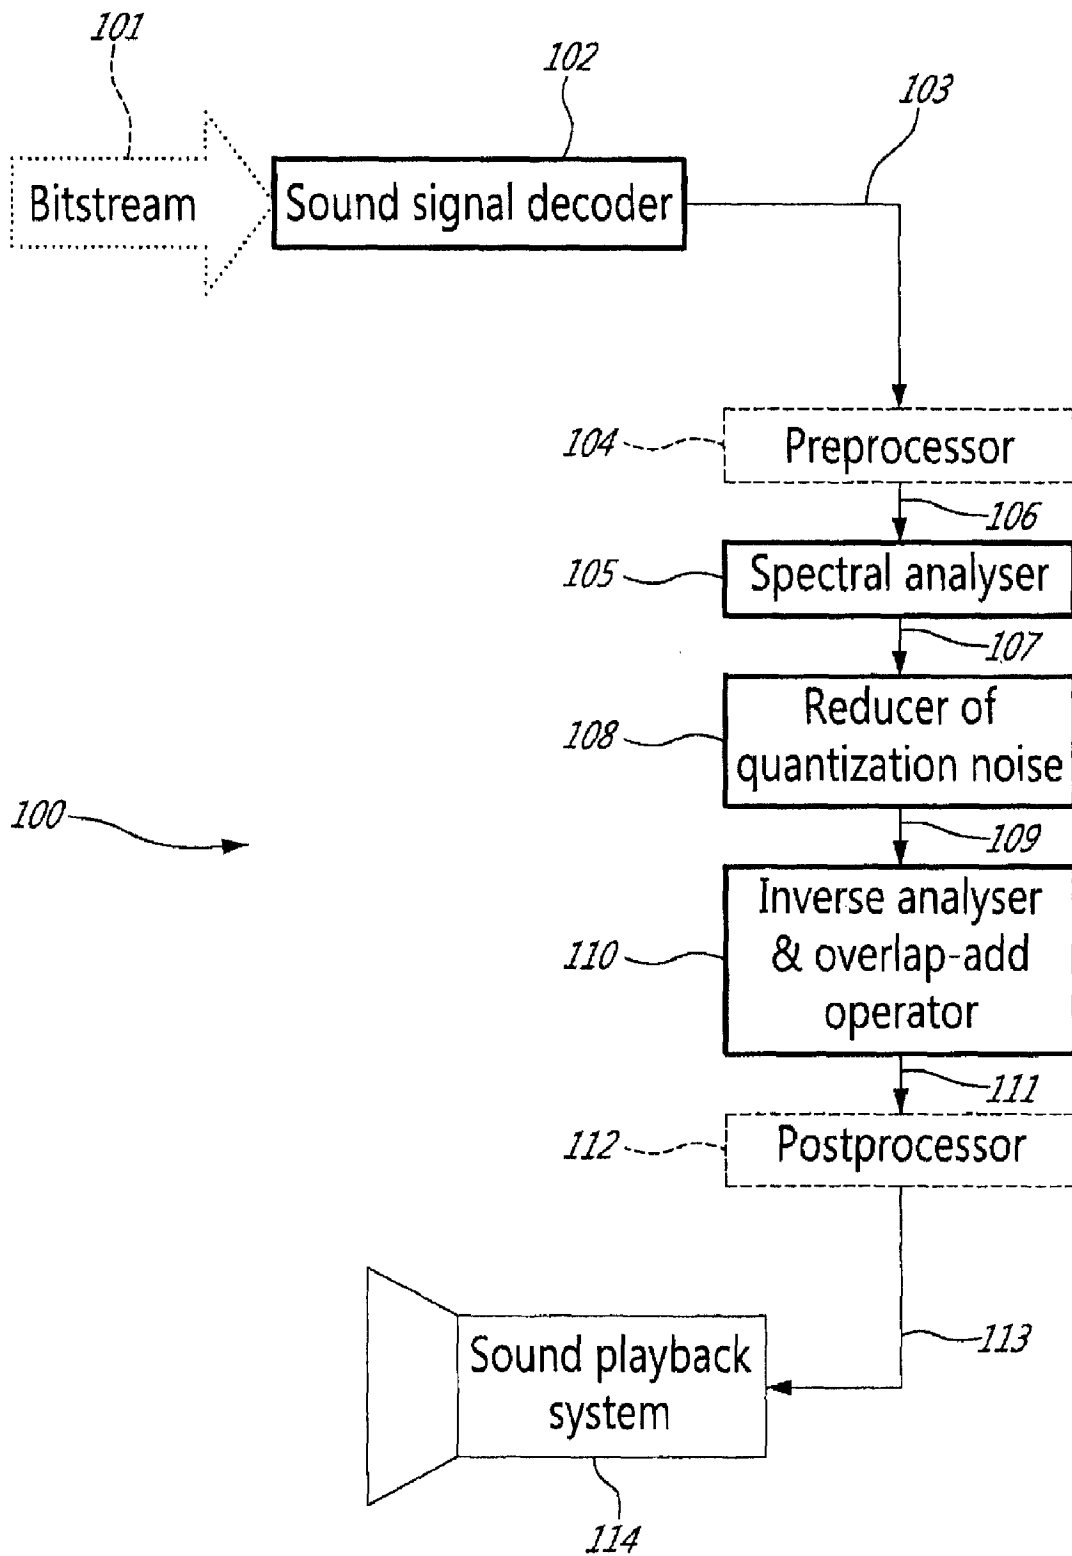 101
102
103
Bitstream
Sound signal decoder
104
Preprocessor
106
105
Spectral analyser
107
108
Reducer of
quantization noise
100
109
110
Inverse analyser
& overlap-add
operator
111
112
Postprocessor
113
Sound playback
system
114